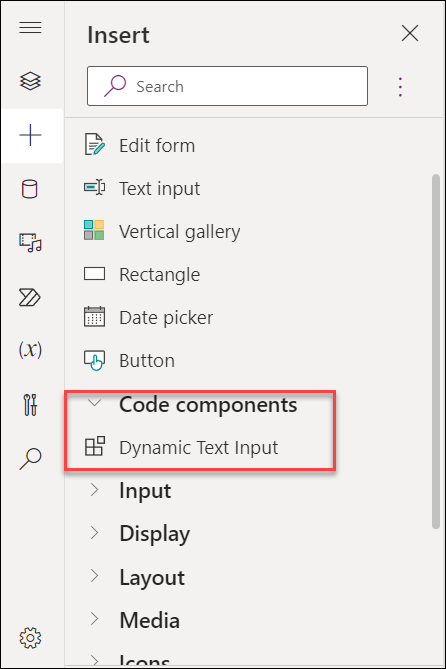 Insert
Search
Edit form
Text input
Vertical gallery
Rectangle
Date picker
Button
Code components
Dynamic Text Input
Input
Display
Layout
Media
Icons
(x)